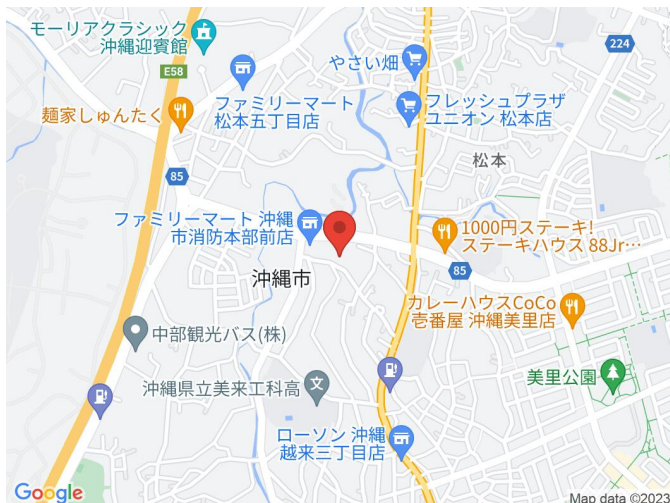 モーリアクラシック
沖縄迎賓館
E58
ファミリーマート
松本五丁目店
麺家しゅんたく
やさい畑
224
フレッシュプラザ
ユニオン 松本店
松本
85
ファミリーマート 沖縄
市消防本部前店
1000円ステーキ!
ステーキハウス 88Jr…
85
沖縄市
カレーハウスCoCo
壱番屋 沖縄美里店
中部観光バス(株)
美里公園
沖縄県立美来工科高
文
ローソン 沖縄
越来三丁目店
Google
Map data ©2023